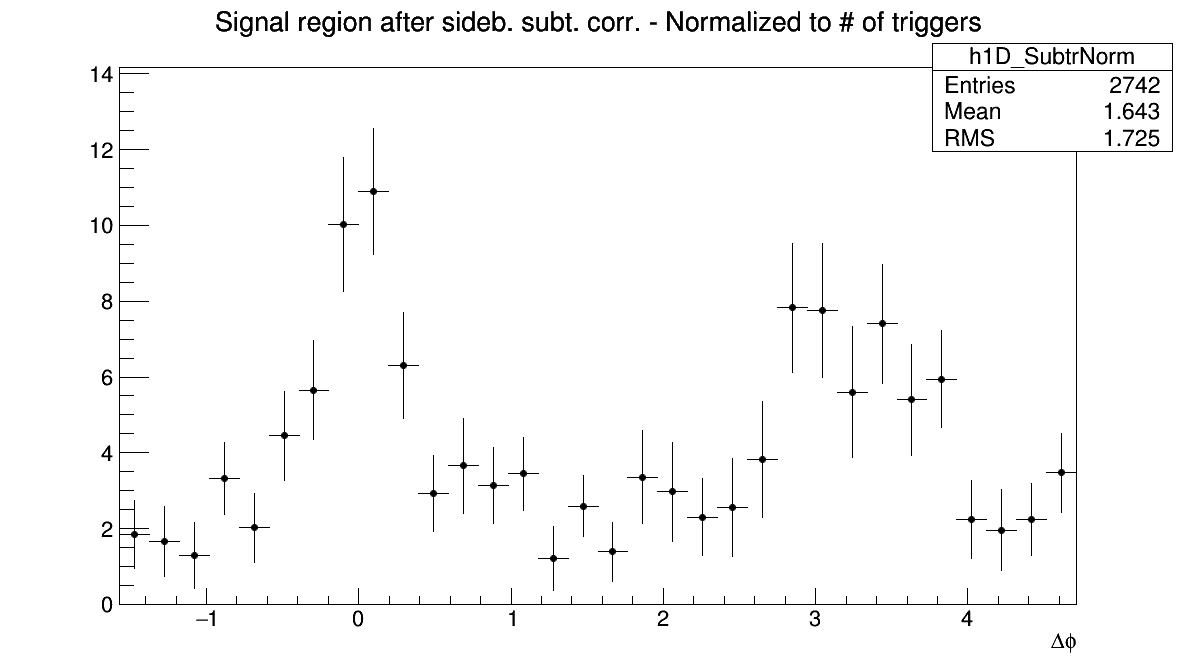 Signal region after sideb. subt. corr. - Normalized to # of triggers
h1D_SubtrNorm
Entries 2742
Mean 1.643
RMS 1.725
14
12
10
8
6
4
2
0
−1 0 1 2 3 4
Δϕ